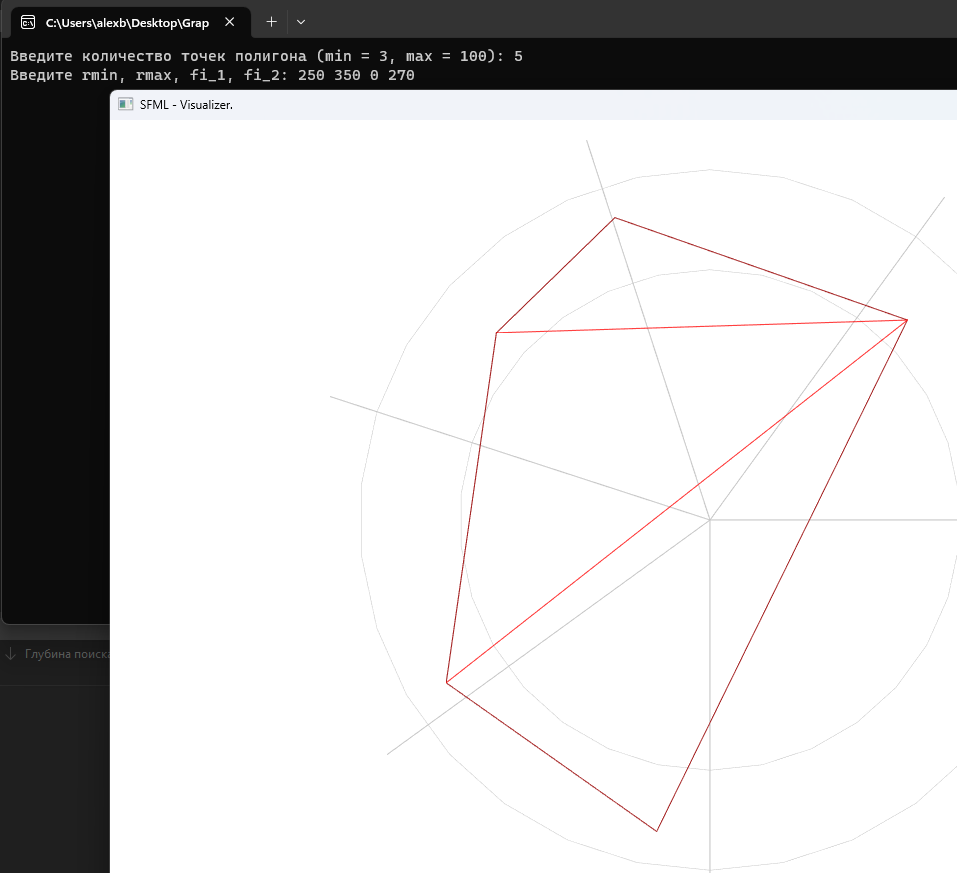 C:\Users\alexb\Desktop\Grap
Введите количество точек полигона (min = 3, max = 100): 5
Введите rmin, rmax, fi_1, fi_2: 250 350 0 270
SFML - Visualizer.
Глубина поиска